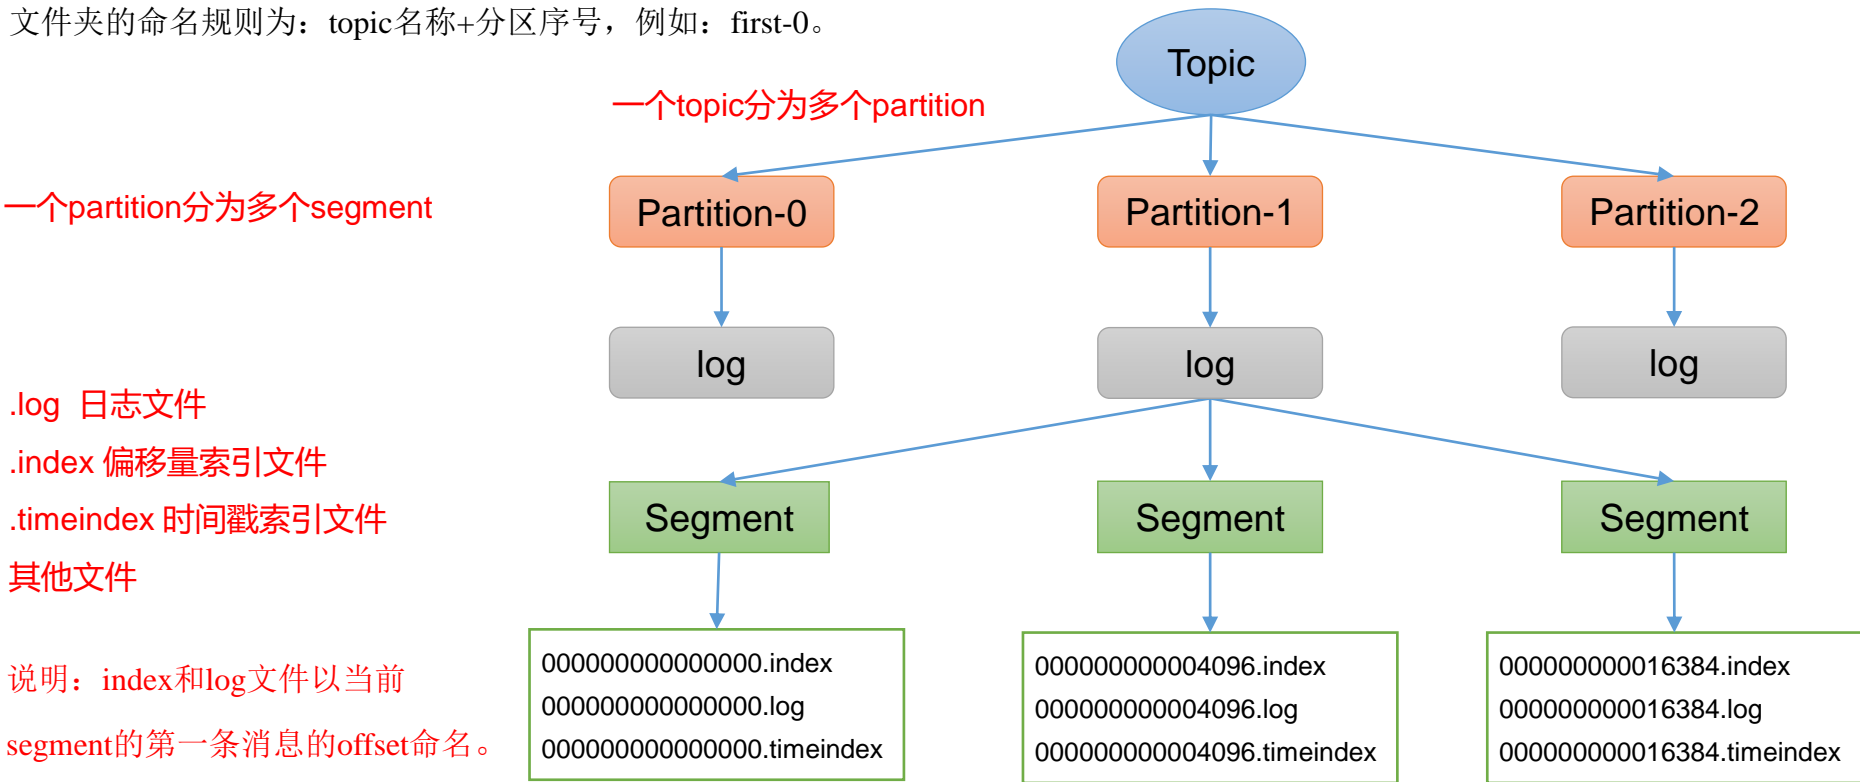 文件夹的命名规则为：topic名称+分区序号，例如：first-0。
Topic
一个topic分为多个partition
一个partition分为多个segment
Partition-0
Partition-1
Partition-2
log
log
log
.log 日志文件
.index 偏移量索引文件
.timeindex 时间戳索引文件
其他文件
Segment
Segment
Segment
说明：index和log文件以当前
segment的第一条消息的offset命名。
000000000000000.index
000000000000000.log
000000000000000.timeindex
000000000004096.index
000000000004096.log
000000000004096.timeindex
000000000016384.index
000000000016384.log
000000000016384.timeindex